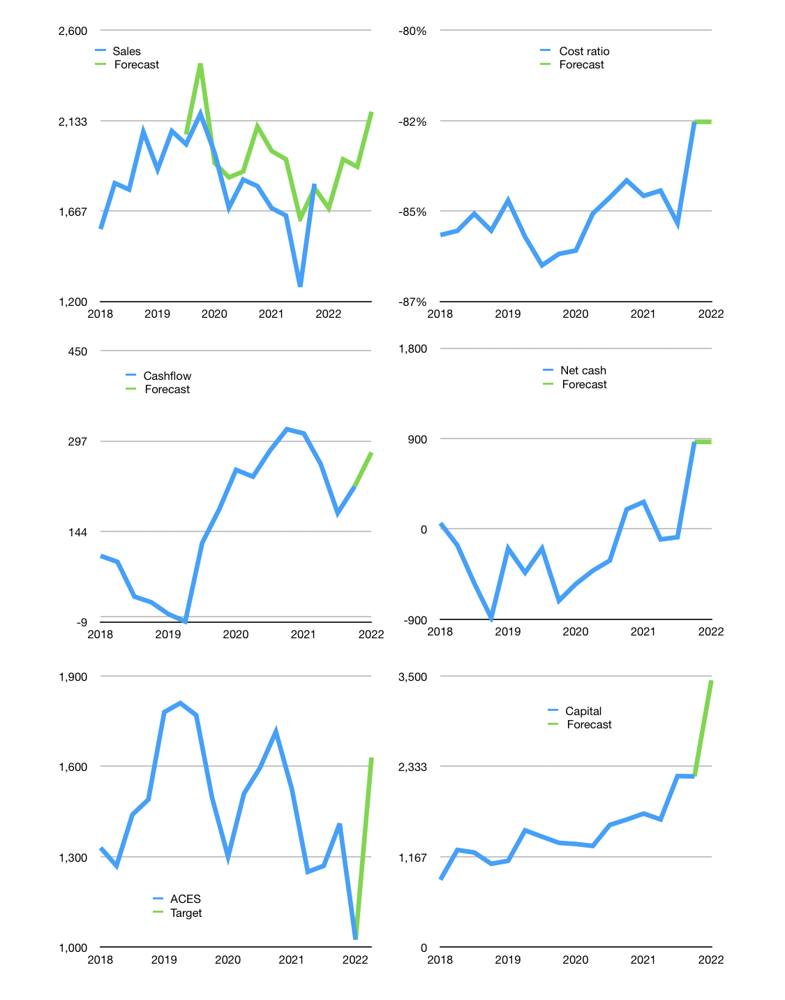 2,600
Sales
Forecast
2,133
1,667
1,200
2018 2019 2020 2021 2022
-80%
Cost ratio
Forecast
-82%
-85%
-87%
2018 2019 2020 2021 2022
450
Cashflow
Forecast
297
144
-9
2018 2019 2020 2021 2022
1,800
Net cash
Forecast
900
0
-900
2018 2019 2020 2021 2022
1,900
1,600
1,300
ACES
Target
1,000
2018 2019 2020 2021 2022
3,500
Capital
Forecast
2,333
1,167
0
2018 2019 2020 2021 2022